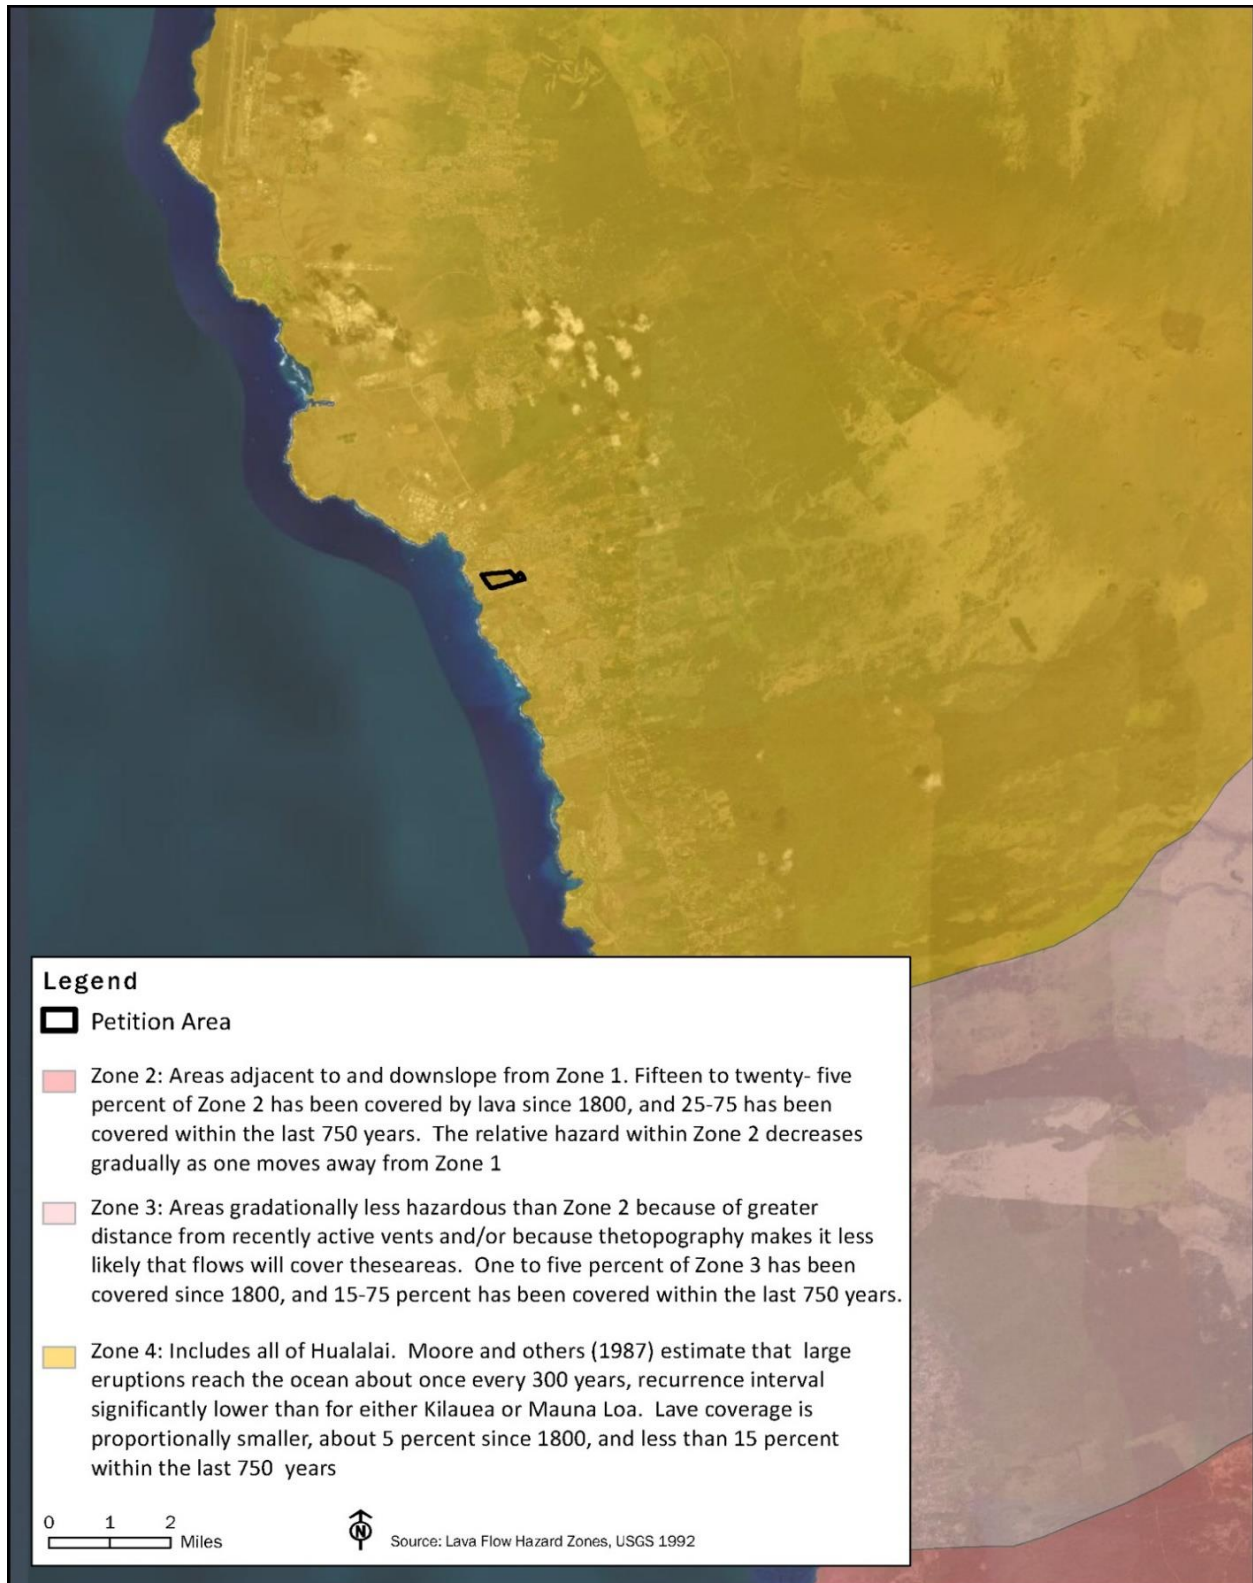 Legend
Petition Area
Zone 2: Areas adjacent to and downslope from Zone 1. Fifteen to twenty- five
percent of Zone 2 has been covered by lava since 1800, and 25-75 has been
covered within the last 750 years. The relative hazard within Zone 2 decreases
gradually as one moves away from Zone 1
Zone 3: Areas gradationally less hazardous than Zone 2 because of greater
distance from recently active vents and/or because thetopography makes it less
likely that flows will cover theseareas. One to five percent of Zone 3 has been
covered since 1800, and 15-75 percent has been covered within the last 750 years.
Zone 4: Includes all of Hualalai. Moore and others (1987) estimate that large
eruptions reach the ocean about once every 300 years, recurrence interval
significantly lower than for either Kilauea or Mauna Loa. Lave coverage is
proportionally smaller, about 5 percent since 1800, and less than 15 percent
within the last 750 years
0 1 2
Miles
N
Source: Lava Flow Hazard Zones, USGS 1992